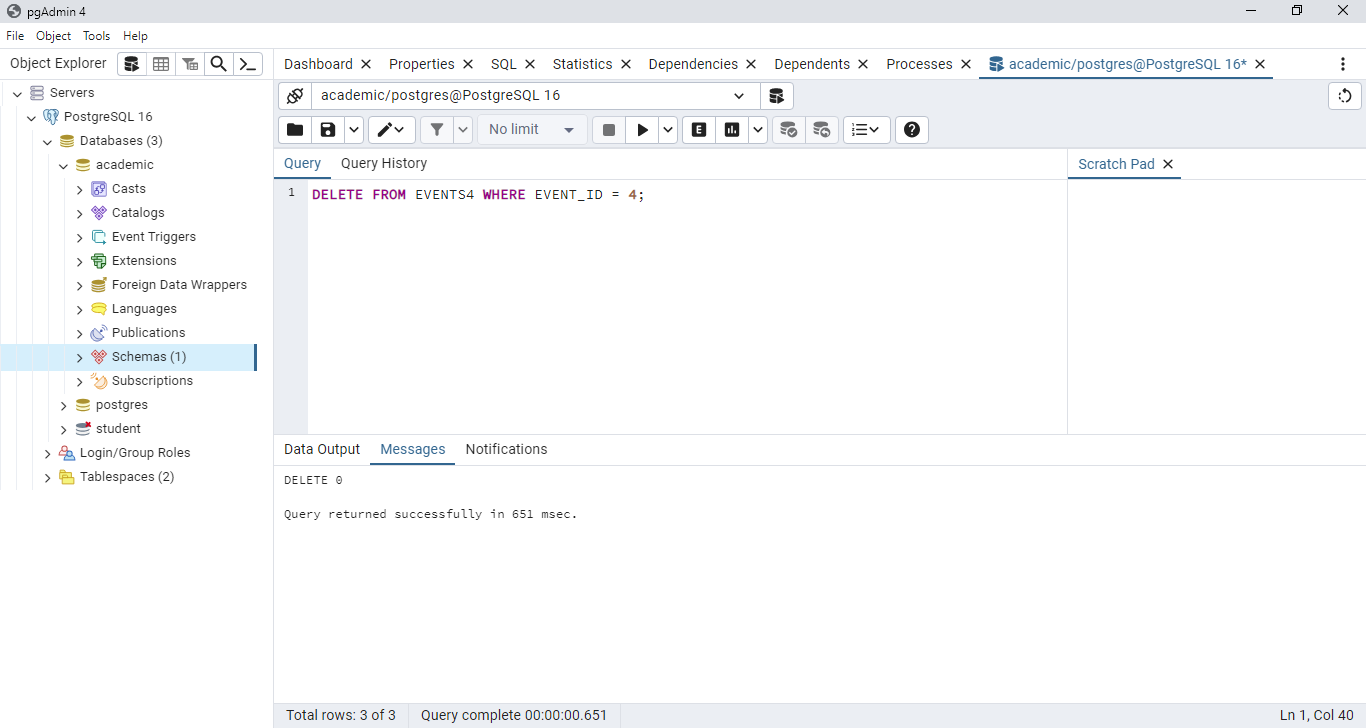 pgAdmin 4
File Object Tools Help
Object Explorer
Dashboard Properties SQL Statistics Dependencies Dependents Processes academic/postgres@PostgreSQL 16*
Servers
PostgreSQL 16
Databases (3)
academic
Casts
Catalogs
Event Triggers
Extensions
Foreign Data Wrappers
Languages
Publications
Schemas (1)
Subscriptions
postgres
student
Login/Group Roles
Tablespaces (2)
academic/postgres@PostgreSQL 16
No limit
E
Query Query History
Scratch Pad
1 DELETE FROM EVENTS4 WHERE EVENT_ID = 4;
Data Output Messages Notifications
DELETE 0
Query returned successfully in 651 msec.
Total rows: 3 of 3 Query complete 00:00:00.651 Ln 1, Col 40